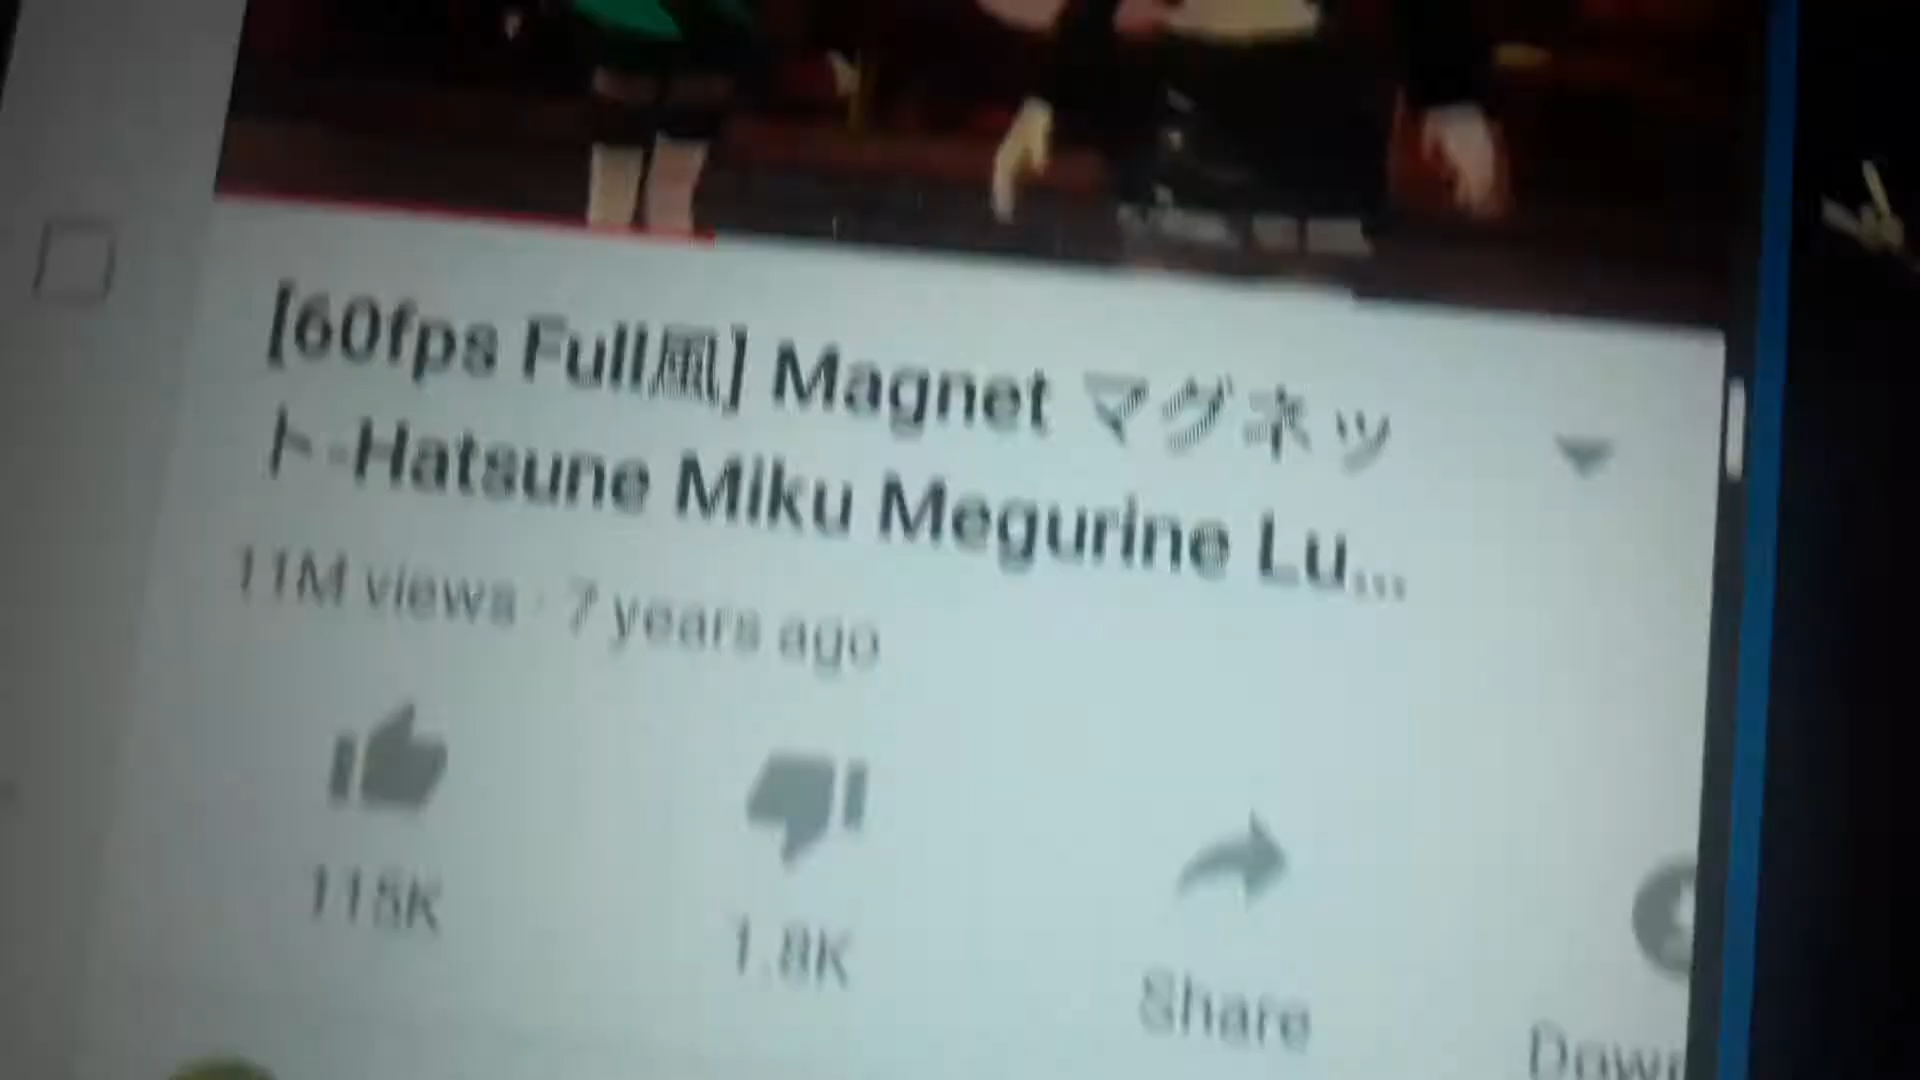 [60fps Full風] Magnet マグネッ
ト-Hatsune Miku Megurine Lu...
11M views · 7 years ago
115K
1.8K
Share